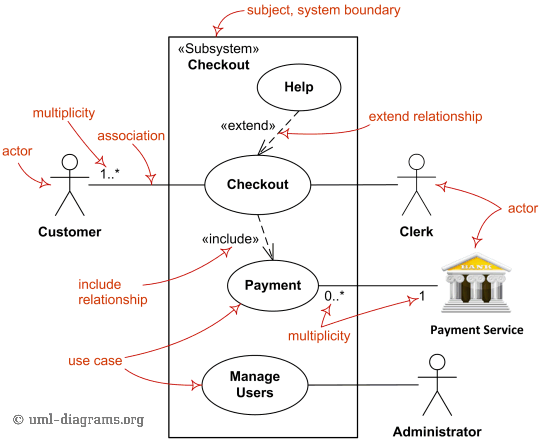 subject, system boundary
«Subsystem»
Checkout
Help
multiplicity
«extend»
extend relationship
association
actor
1..*
Checkout
Customer
Clerk
actor
«include»
include
relationship
Payment
0..*
1
BANK
multiplicity
Payment Service
use case
Manage
Users
© uml-diagrams.org
Administrator